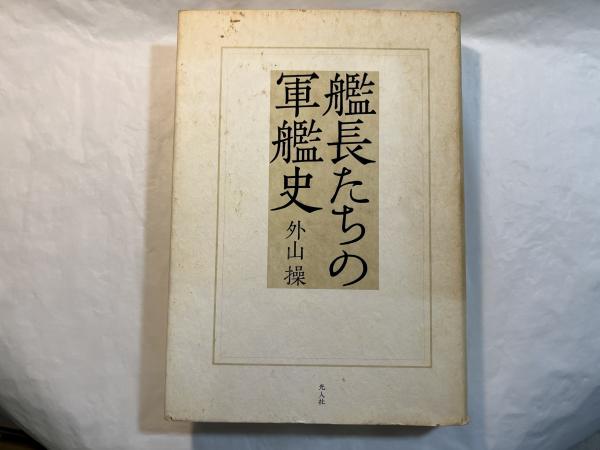 艦長たちの
軍艦史
外山操
光人社